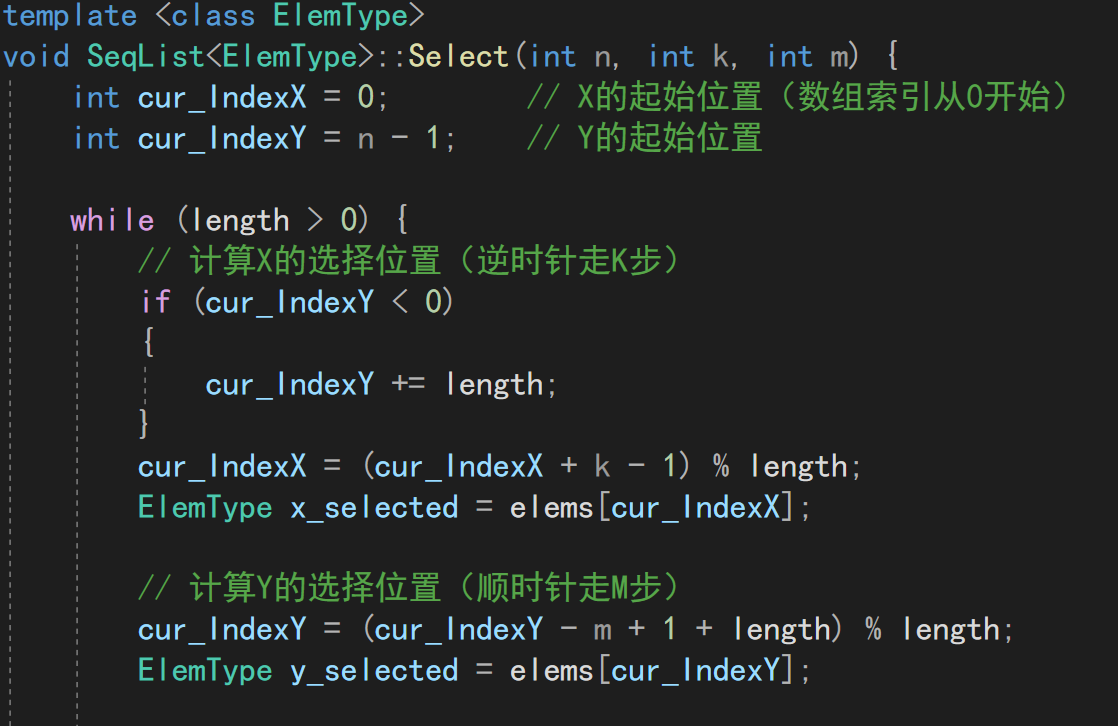 template <class ElemType>
void SeqList<ElemType>::Select(int n, int k, int m) {
    int cur_IndexX = 0;        // X的起始位置（数组索引从0开始）
    int cur_IndexY = n - 1;    // Y的起始位置

    while (length > 0) {
        // 计算X的选择位置（逆时针走K步）
        if (cur_IndexY < 0)
        {
            cur_IndexY += length;
        }
        cur_IndexX = (cur_IndexX + k - 1) % length;
        ElemType x_selected = elems[cur_IndexX];

        // 计算Y的选择位置（顺时针走M步）
        cur_IndexY = (cur_IndexY - m + 1 + length) % length;
        ElemType y_selected = elems[cur_IndexY];